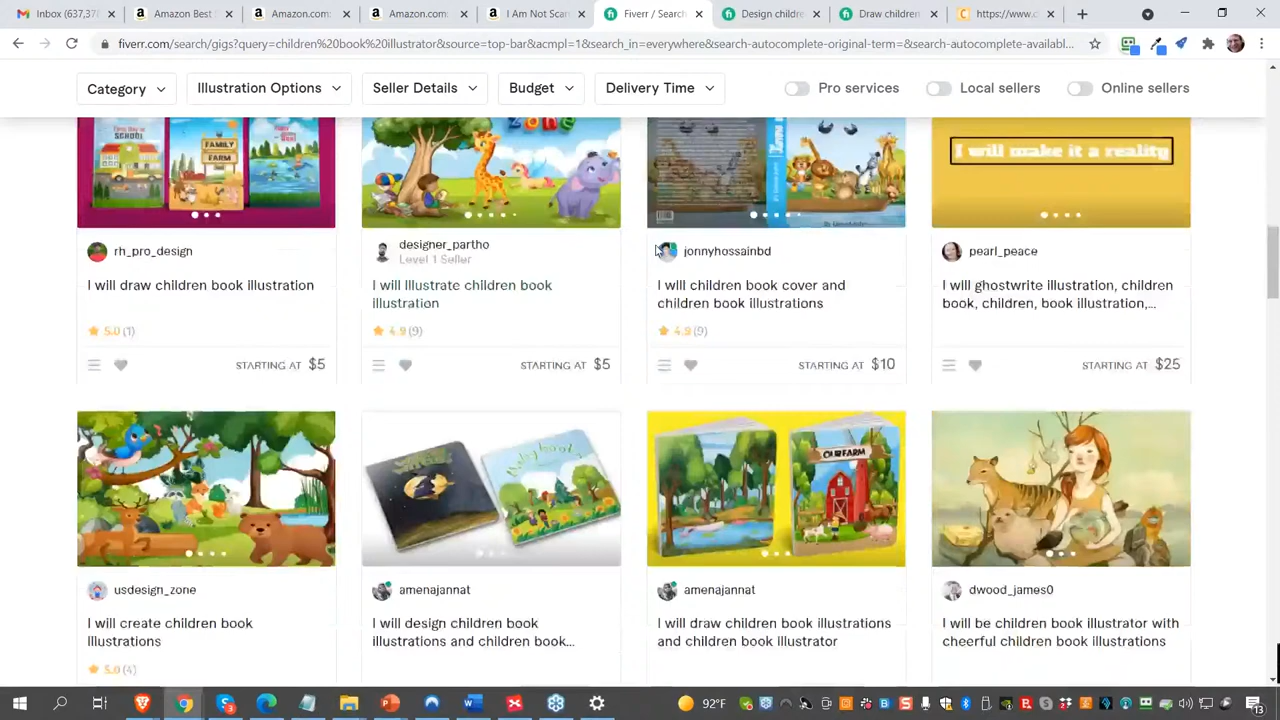 Inbox (637,37
Amazon Best
Amazon.com:
Amazon.com:
I Am Not Scar
Fiverr / Search
Design childre
Draw children
https://www.c
fiverr.com/search/gigs?query=children%20book%20illustrator&source=top-bar&cmpl=1&search_in=everywhere&search-autocomplete-original-term=&search-autocomplete-availabl...
Category
Illustration Options
Seller Details
Budget
Delivery Time
Pro services
Local sellers
Online sellers
SCHOOL
FAMILY
FARM
I will make it a reality
rh_pro_design
designer_partho
Level 1 Seller
jonnyhossainbd
pearl_peace
I will draw children book illustration
I will illustrate children book
illustration
I will children book cover and
children book illustrations
I will ghostwrite illustration, children
book, children, book illustration,...
5.0 (1)
4.9 (9)
4.9 (9)
STARTING AT $5
STARTING AT $5
STARTING AT $10
STARTING AT $25
OUR FARM
usdesign_zone
amenajannat
amenajannat
dwood_james0
I will create children book
illustrations
I will design children book
illustrations and children book...
I will draw children book illustrations
and children book illustrator
I will be children book illustrator with
cheerful children book illustrations
5.0 (4)
92°F
13